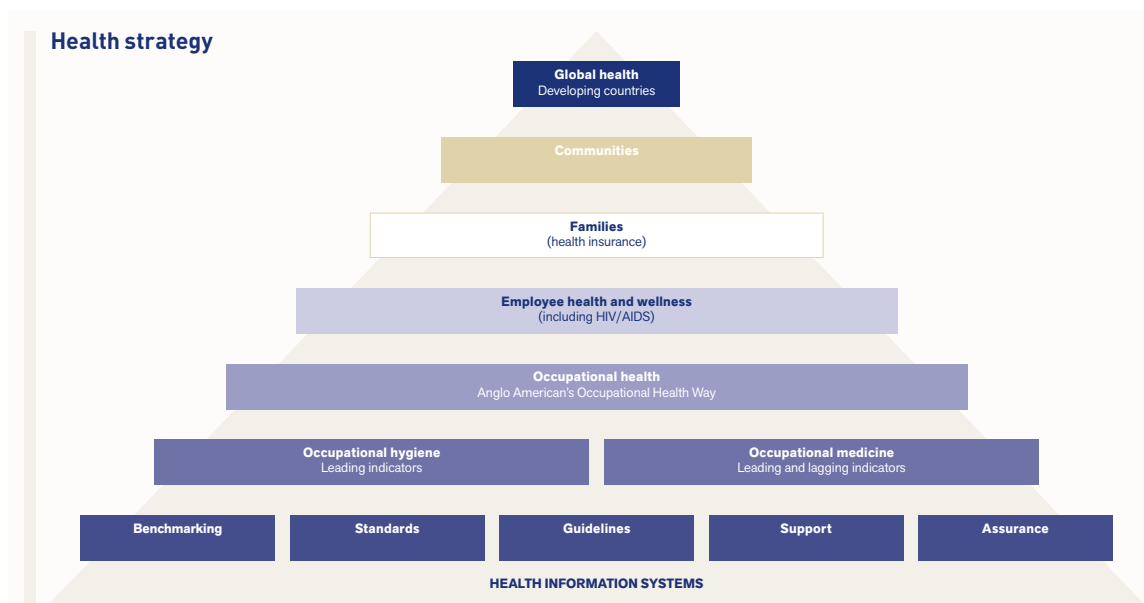 Health strategy
Global health
Developing countries
Communities
Families
(health insurance)
Employee health and wellness
(including HIV/AIDS)
Occupational health
Anglo American's Occupational Health Way
Occupational hygiene
Leading indicators
Occupational medicine
Leading and lagging indicators
Benchmarking
Standards
Guidelines
Support
Assurance
HEALTH INFORMATION SYSTEMS